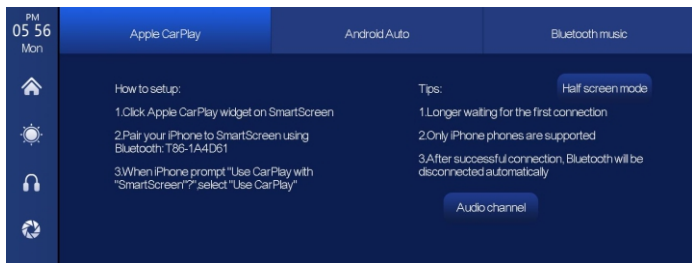 PM
05 56
Mon
Apple CarPlay
Android Auto
Bluetooth music
How to setup:
1.Click Apple CarPlay widget on SmartScreen
2.Pair your iPhone to SmartScreen using
Bluetooth: T86-1A4D61
3.When iPhone prompt "Use CarPlay with
"SmartScreen"?",select "Use CarPlay"
Tips:
Half screen mode
1.Longer waiting for the first connection
2.Only iPhone phones are supported
3.After successful connection, Bluetooth will be
disconnected automatically
Audio channel